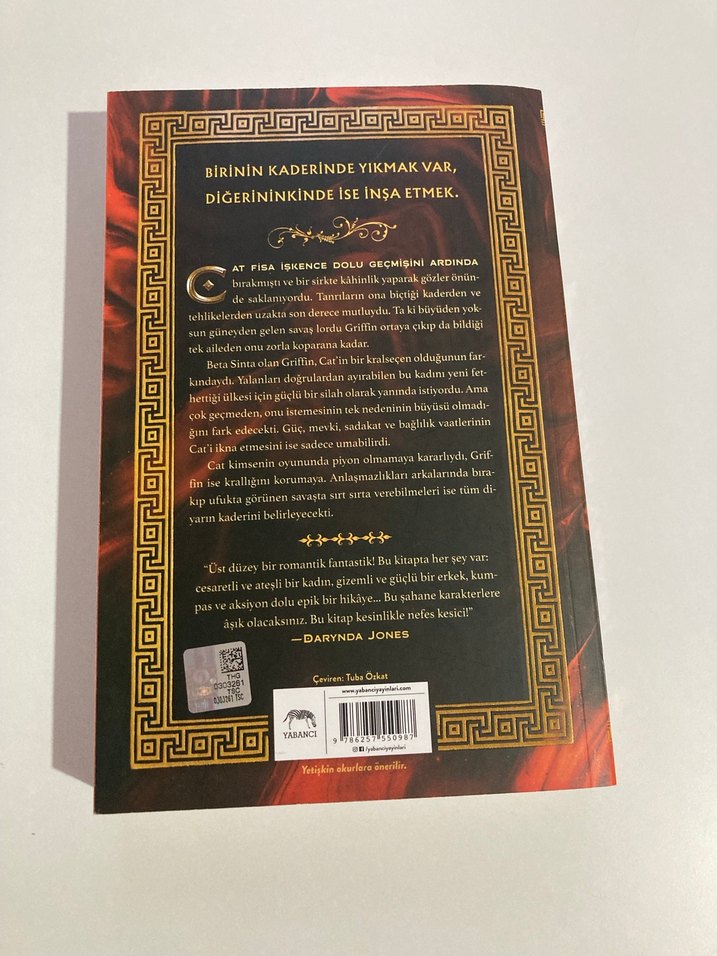 BİRİNİN KADERİNDE YIKMAK VAR,
DİĞERİNİNKİNDE İSE İNŞA ETMEK.
CAT FİSA İŞKENCE DOLU GEÇMİŞİNİ ARDINDA
bırakmıştı ve bir sirkte kâhinlik yaparak gözler önün-
de saklanıyordu. Tanrıların ona biçtiği kaderden ve
tehlikelerden uzakta son derece mutluydu. Ta ki büyüden yok-
sun güneyden gelen savaş lordu Griffin ortaya çıkıp da bildiği
tek aileden onu zorla koparana kadar.
Beta Sinta olan Griffin, Cat'in bir kralseçen olduğunun far-
kındaydı. Yalanları doğrulardan ayırabilen bu kadını yeni fet-
hettiği ülkesi için güçlü bir silah olarak yanında istiyordu. Ama
çok geçmeden, onu istemesinin tek nedeninin büyüsü olmadı-
ğını fark edecekti. Güç, mevki, sadakat ve bağlılık vaatlerinin
Cat'i ikna etmesini ise sadece umabilirdi.
Cat kimsenin oyununda piyon olmamaya kararlıydı, Grif-
fin ise krallığını korumaya. Anlaşmazlıkları arkalarında bıra-
kıp ufukta görünen savaşta sırt sırta verebilmeleri ise tüm di-
yarın kaderini belirleyecekti.
"Üst düzey bir romantik fantastik! Bu kitapta her şey var:
cesaretli ve ateşli bir kadın, gizemli ve güçlü bir erkek, kum-
pas ve aksiyon dolu epik bir hikâye... Bu şahane karakterlere
âşık olacaksınız. Bu kitap kesinlikle nefes kesici!"
—DARYNDA JONES
THG
0303261
TSC
0303261 TSC
Çeviren: Tuba Özkat
www.yabanciyayinlari.com
YABANCI
9 786257 550987
/yabanciyayinlari
Yetişkin okurlara önerilir.